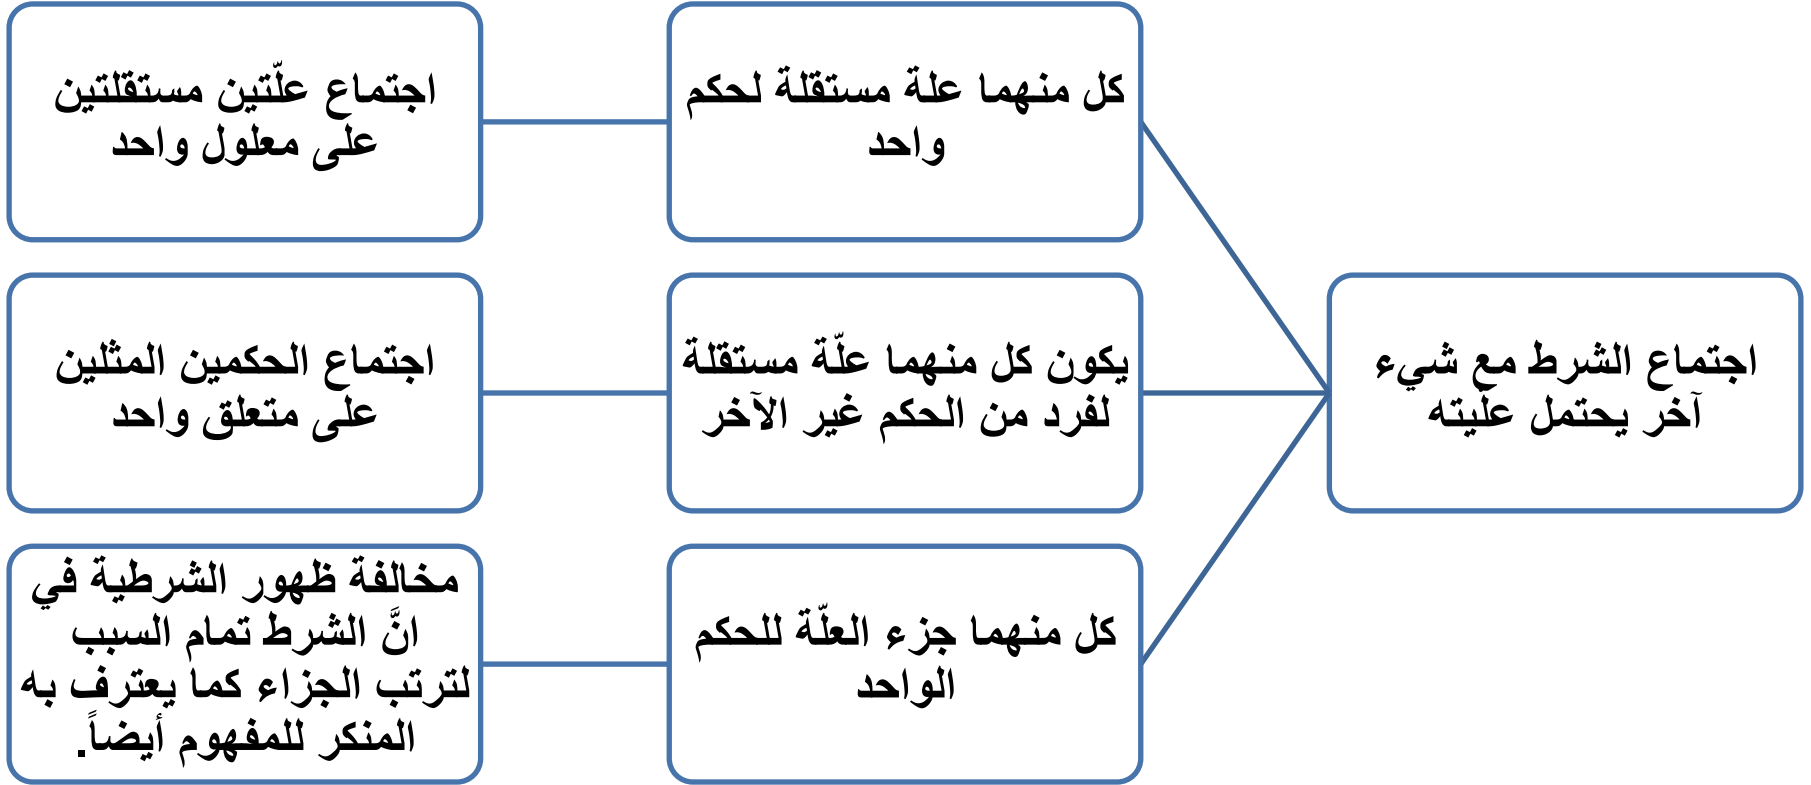 اجتماع الشرط مع شيء
آخر يحتمل علّيته
كل منهما علة مستقلة لحكم
واحد
اجتماع علّتين مستقلتين
على معلول واحد
يكون كل منهما علّة مستقلة
لفرد من الحكم غير الآخر
اجتماع الحكمين المثلين
على متعلق واحد
كل منهما جزء العلّة للحكم
الواحد
مخالفة ظهور الشرطية في
انَّ الشرط تمام السبب
لترتب الجزاء كما يعترف به
المنكر للمفهوم أيضاً.